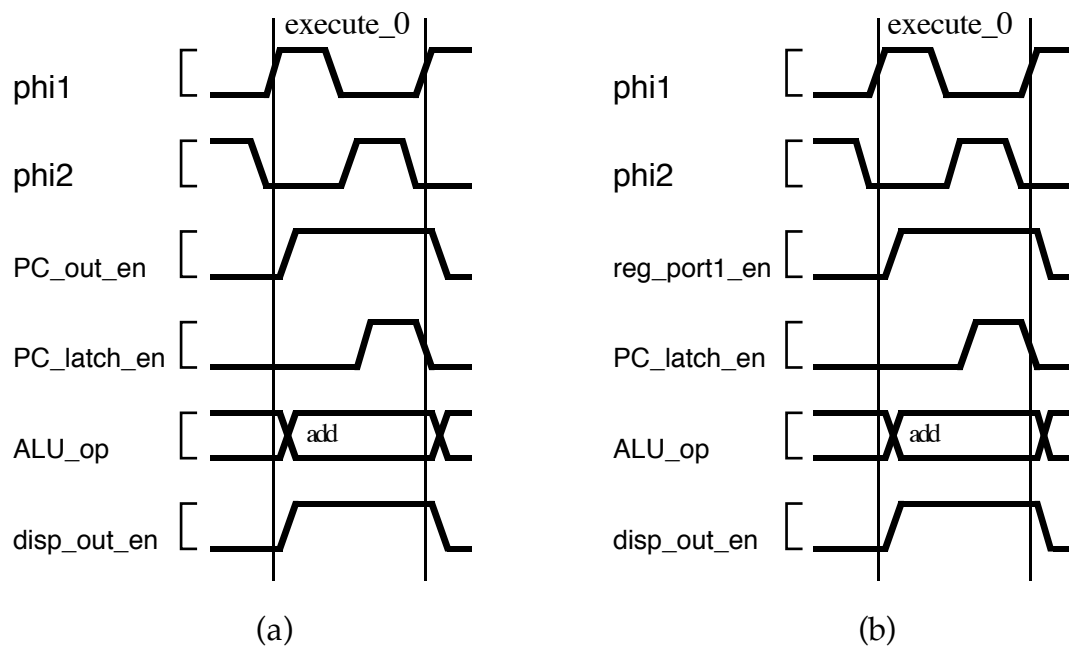 execute_0
phi1
phi2
PC_out_en
PC_latch_en
ALU_op
add
disp_out_en
(a)
execute_0
phi1
phi2
reg_port1_en
PC_latch_en
ALU_op
add
disp_out_en
(b)